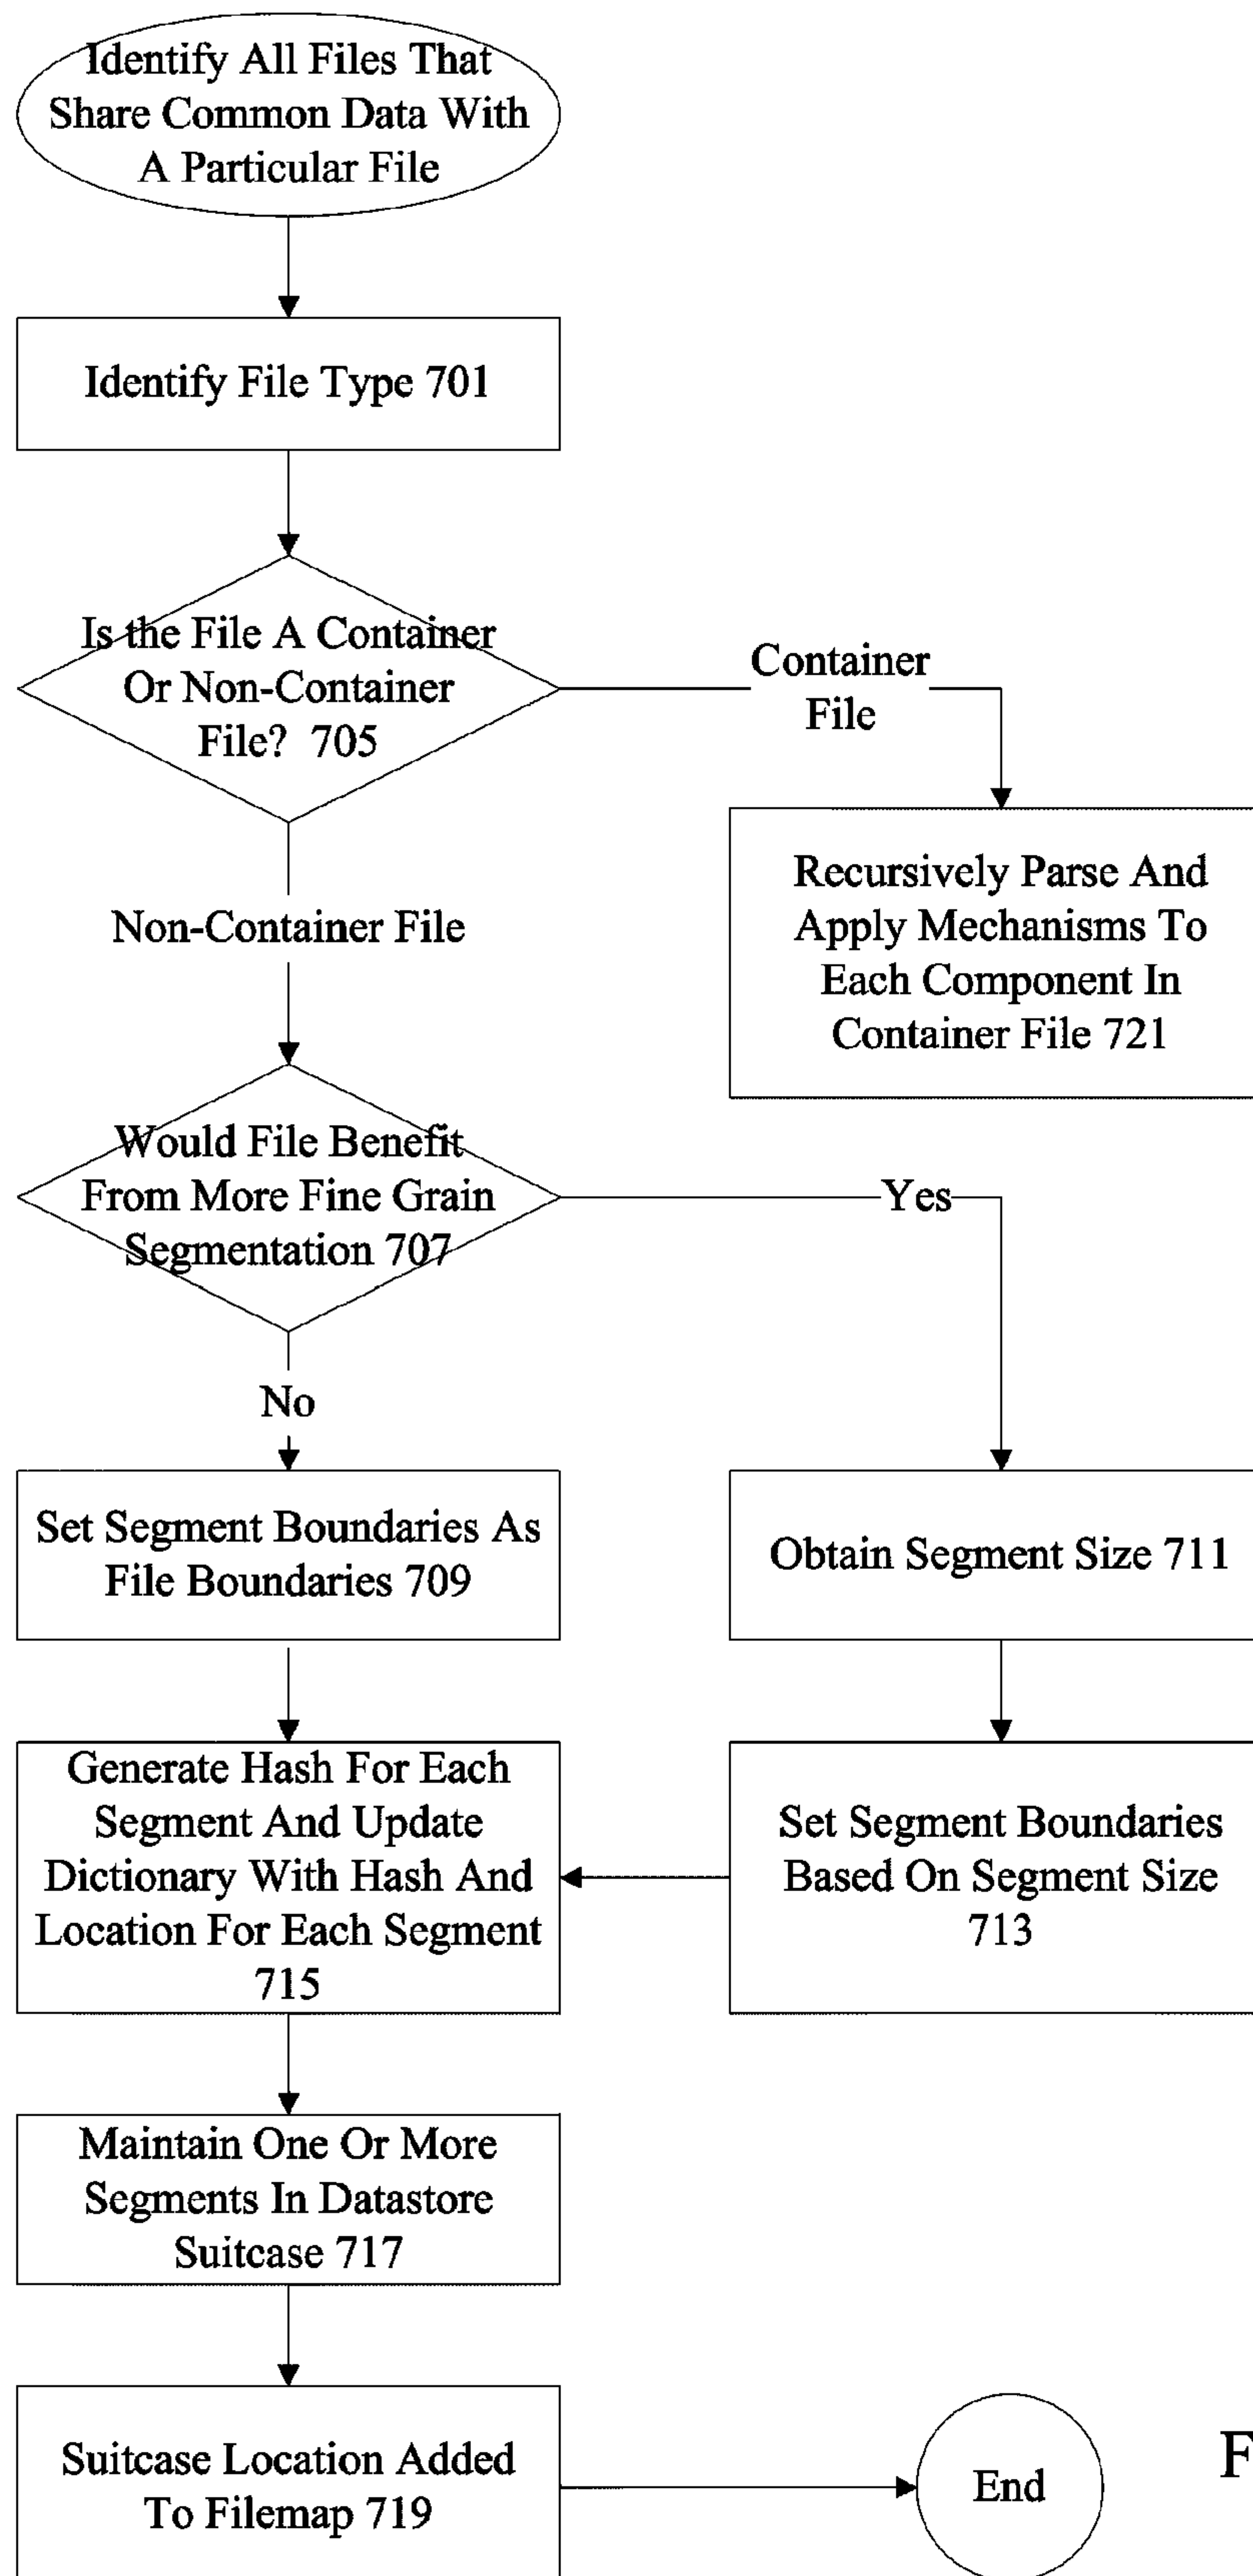 Identify All Files That
Share Common Data With
A Particular File
Identify File Type 701
Is the File A Container
Or Non-Container
File? 705
Container
File
Recursively Parse And
Apply Mechanisms To
Each Component In
Container File 721
Non-Container File
Would File Benefit
From More Fine Grain
Segmentation 707
Yes
No
Set Segment Boundaries As
File Boundaries 709
Obtain Segment Size 711
Generate Hash For Each
Segment And Update
Dictionary With Hash And
Location For Each Segment
715
Set Segment Boundaries
Based On Segment Size
713
Maintain One Or More
Segments In Datastore
Suitcase 717
Suitcase Location Added
To Filemap 719
End
F